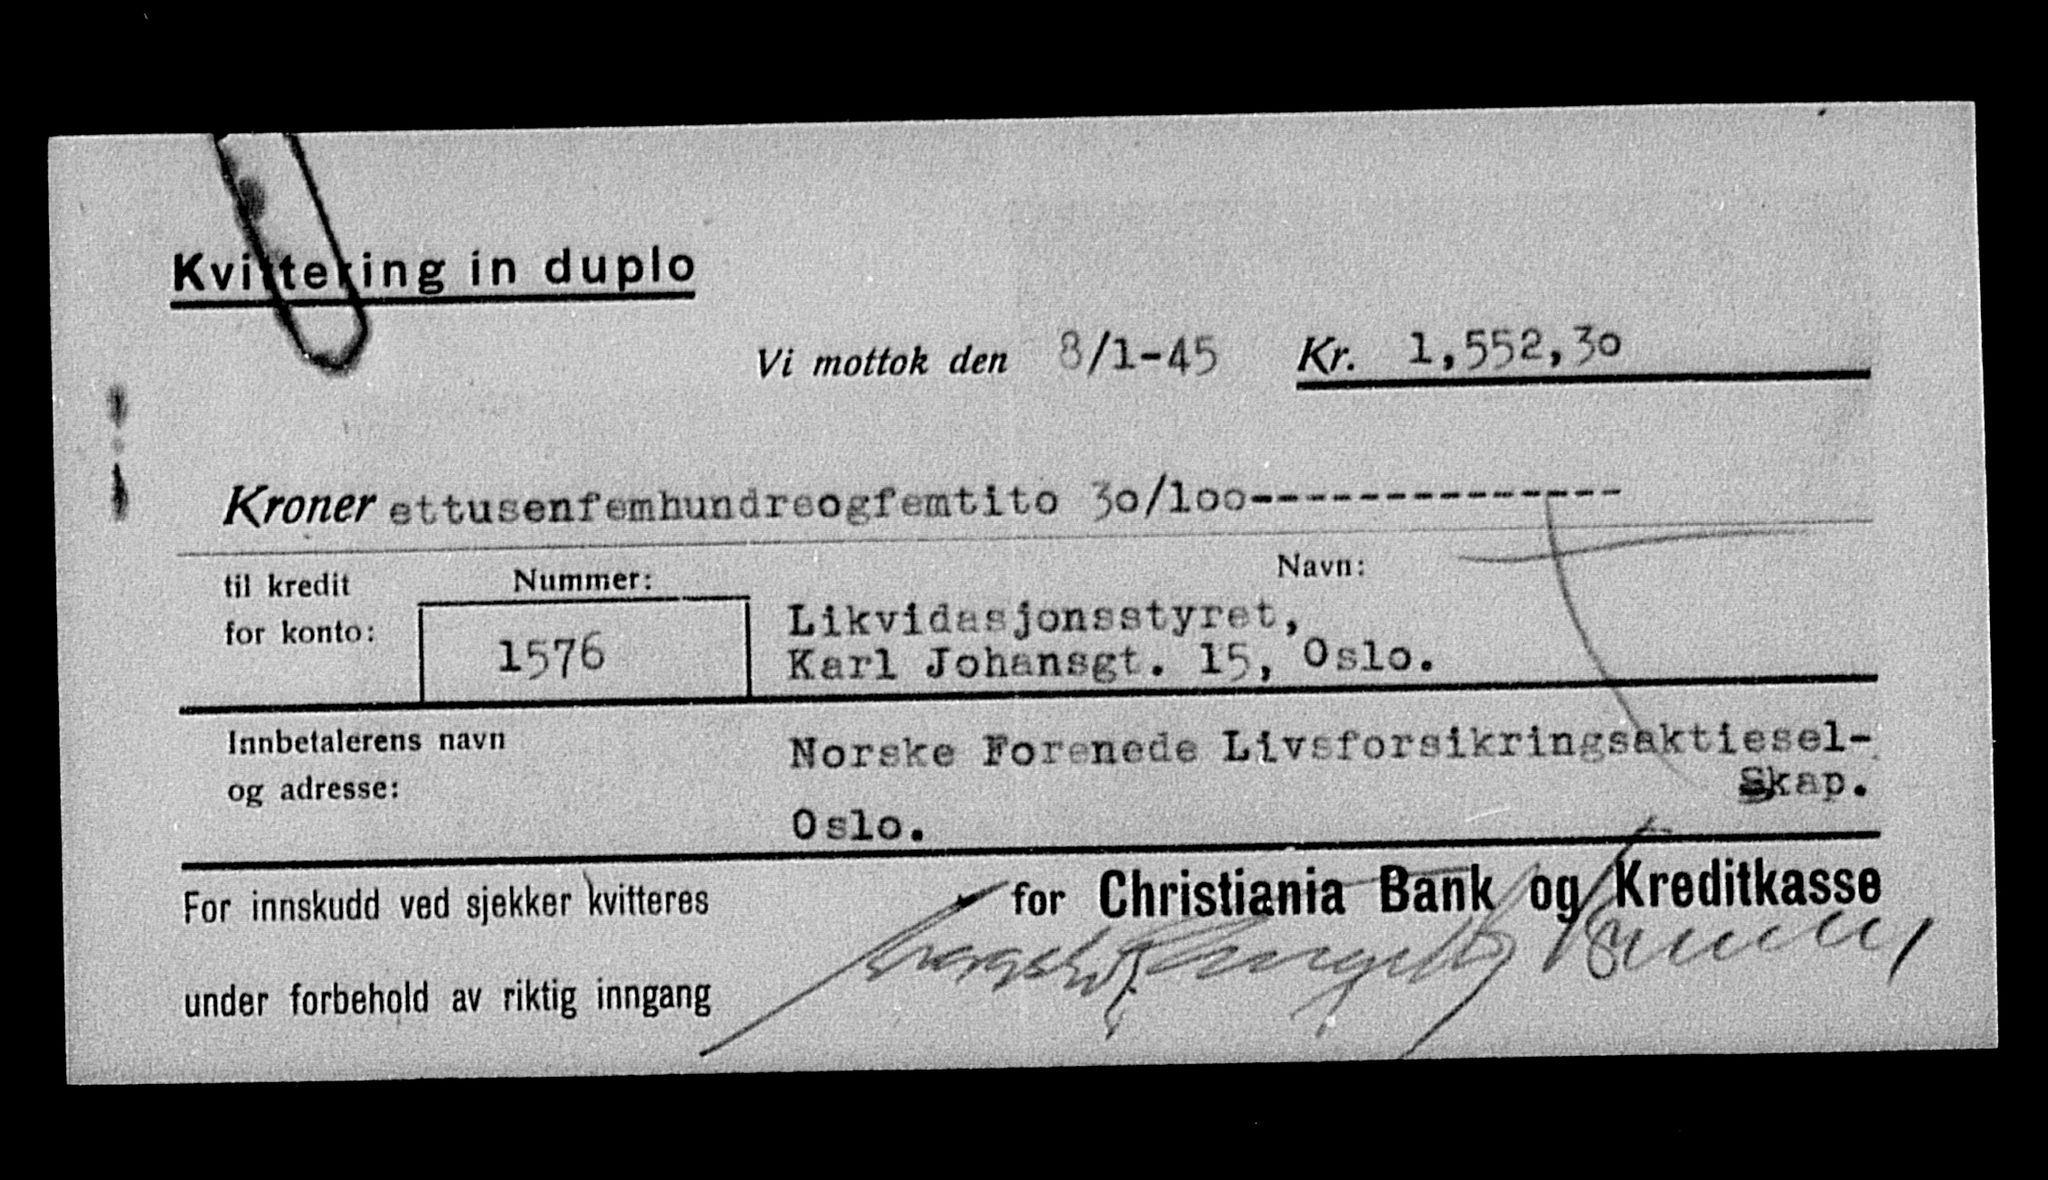 Kvittering in duplo
Vi mottok den 8/1-45 Kr. 1,552,30
Kroner ettusenfemhundreogfemtito 30/100--------------
til kredit for konto:
Nummer:
1576
Navn:
Likvidasjonsstyret,
Karl Johansgt. 15, Oslo.
Innbetalerens navn
og adresse:
Norske Forenede Livsforsikringsaktiesel-
skap.
Oslo.
For innskudd ved sjekker kvitteres
under forbehold av riktig inngang
for Christiania Bank og Kreditkasse